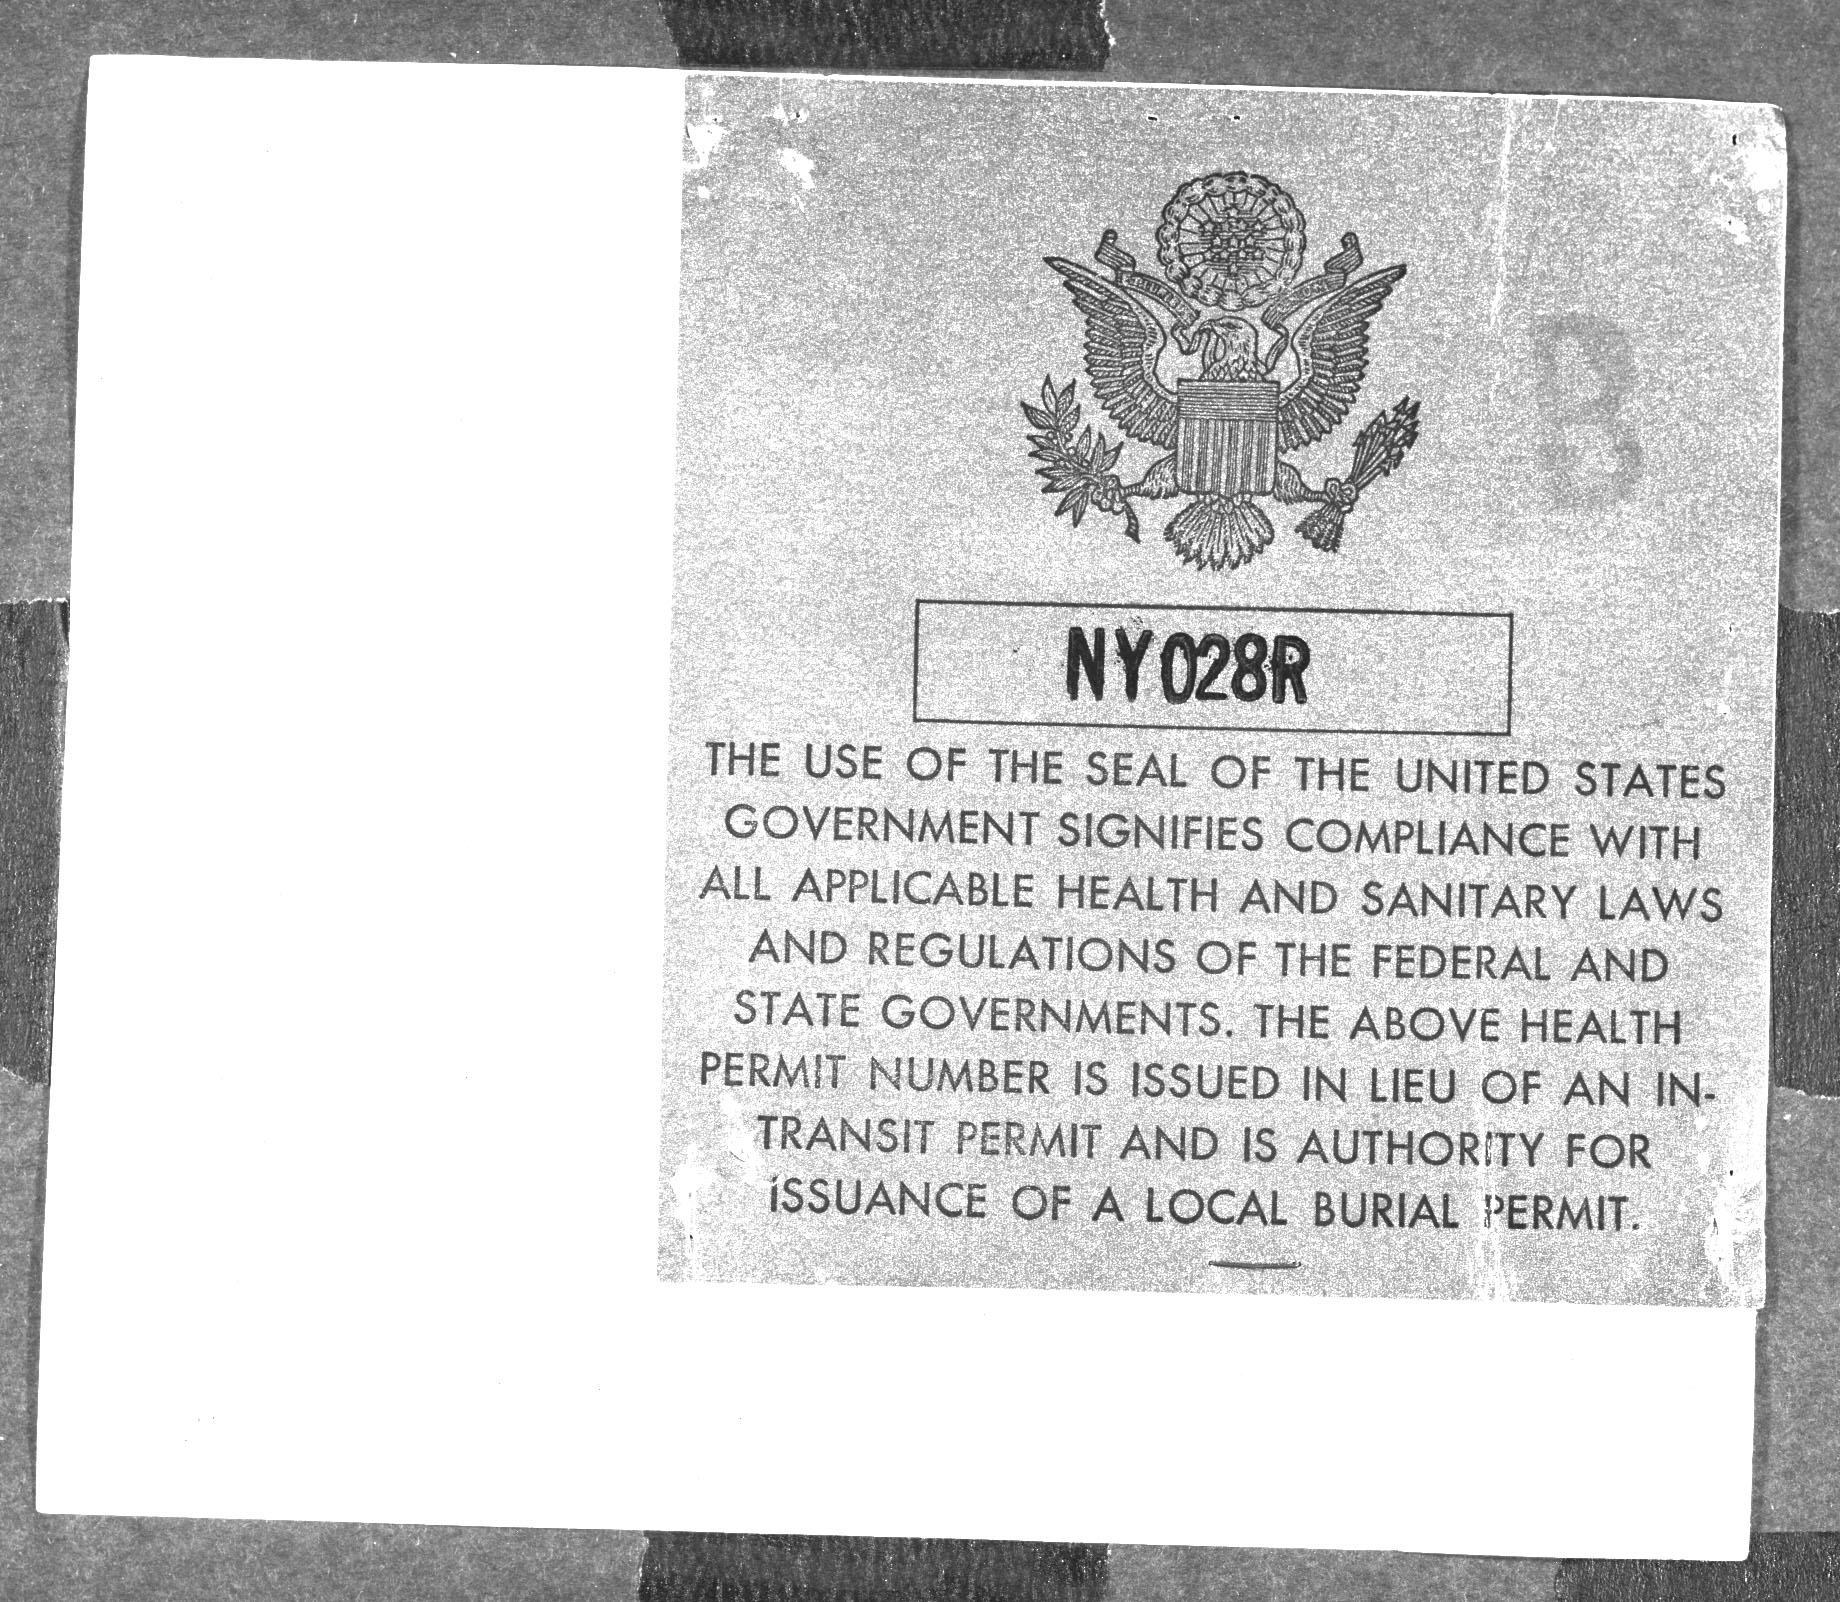 B
NY028R
THE USE OF THE SEAL OF THE UNITED STATES
GOVERNMENT SIGNIFIES COMPLIANCE WITH
ALL APPLICABLE HEALTH AND SANITARY LAWS
AND REGULATIONS OF THE FEDERAL AND
STATE GOVERNMENTS. THE ABOVE HEALTH
PERMIT NUMBER IS ISSUED IN LIEU OF AN IN-
TRANSIT PERMIT AND IS AUTHORITY FOR
ISSUANCE OF A LOCAL BURIAL PERMIT.